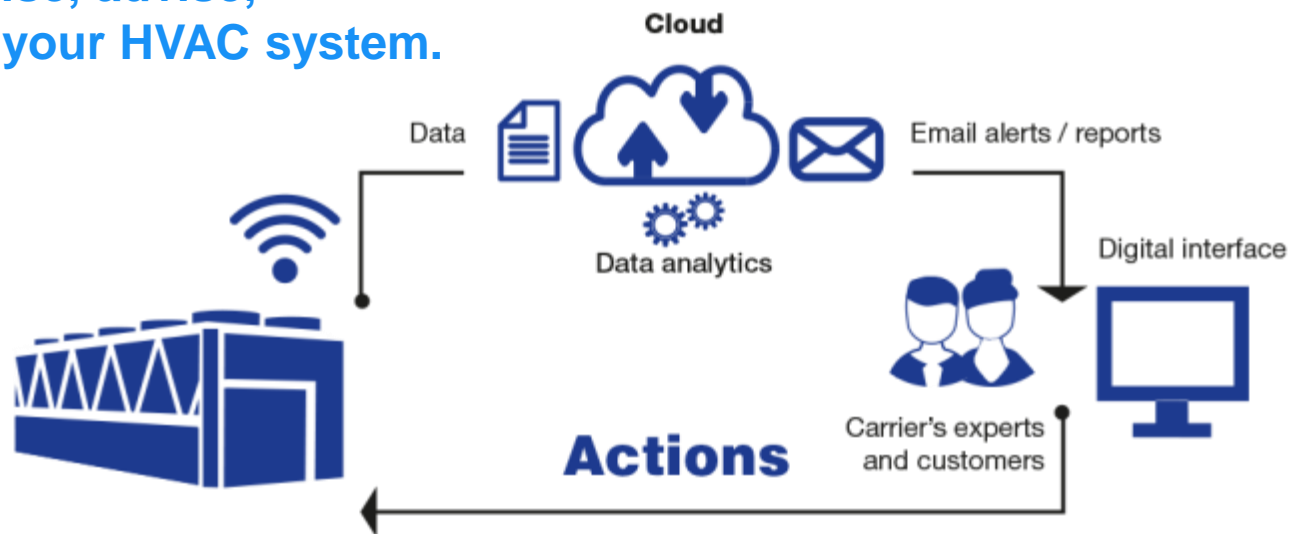 your HVAC system.
Cloud
Data
Email alerts / reports
Data analytics
Digital interface
Carrier's experts
and customers
Actions